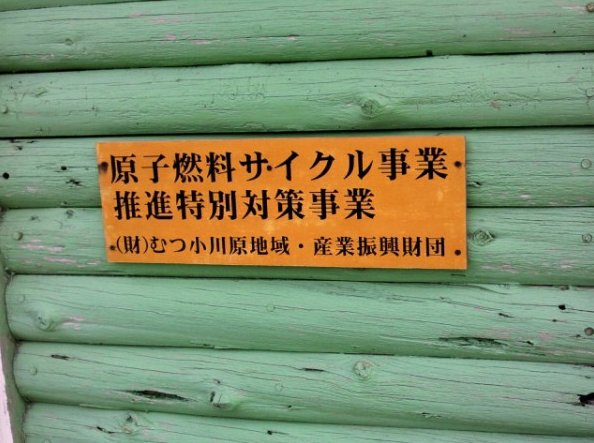 原子燃料サイクル事業
推進特別対策事業
(財)むつ小川原地域・産業振興財団